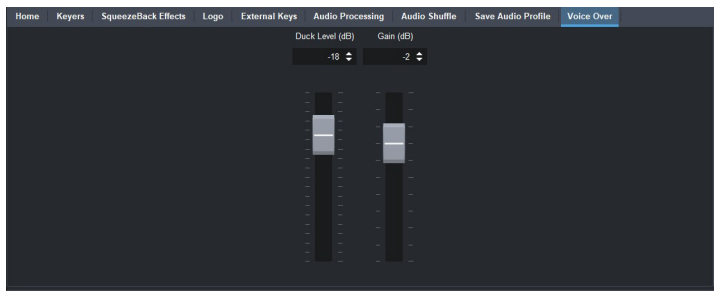 Home Keyers SqueezeBack Effects Logo External Keys Audio Processing Audio Shuffle Save Audio Profile Voice Over
Duck Level (dB) Gain (dB)
-18 -2